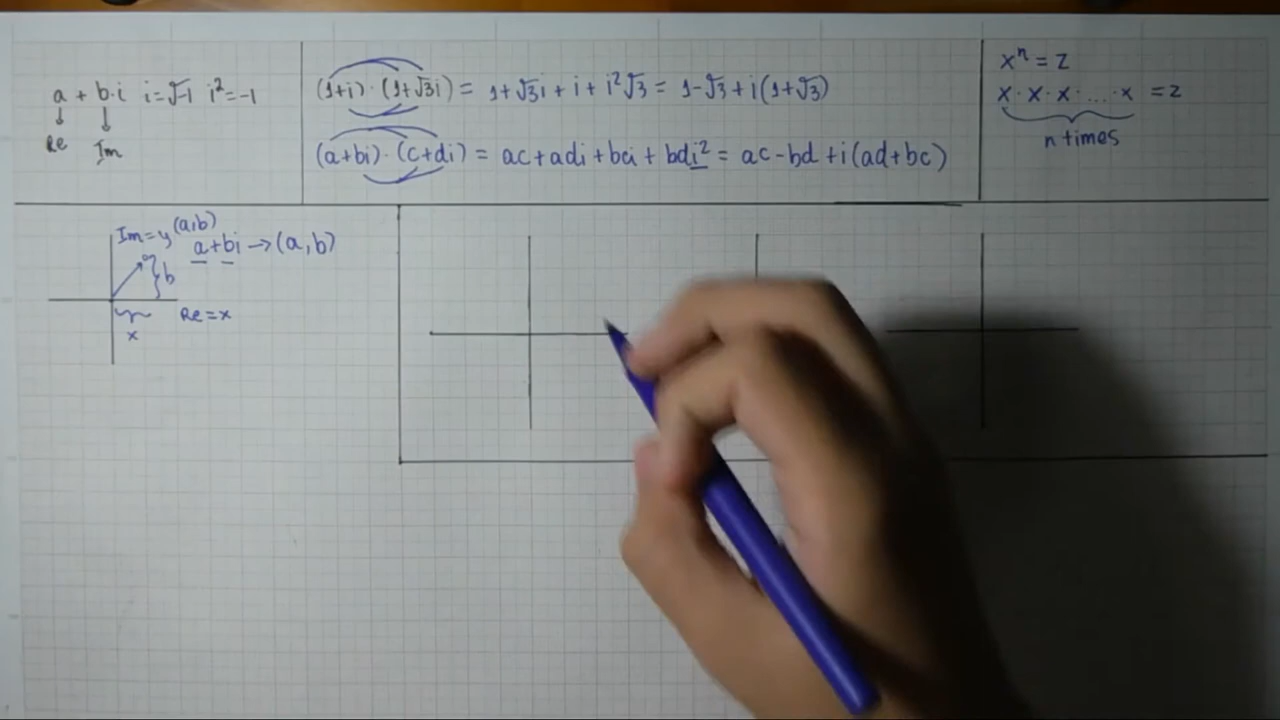 a + b·i i=√-1 i²=-1
Re Im
(1+i)·(1+√3i) = 1+√3i+i+i²√3 = 1-√3+i(1+√3)
(a+bi)·(c+di) = ac+adi+bci+bdi² = ac-bd+i(ad+bc)
xⁿ=z
x·x·x·...·x =z
n times
Im=y (a,b)
a+bi→(a,b)
b
Re=x
x